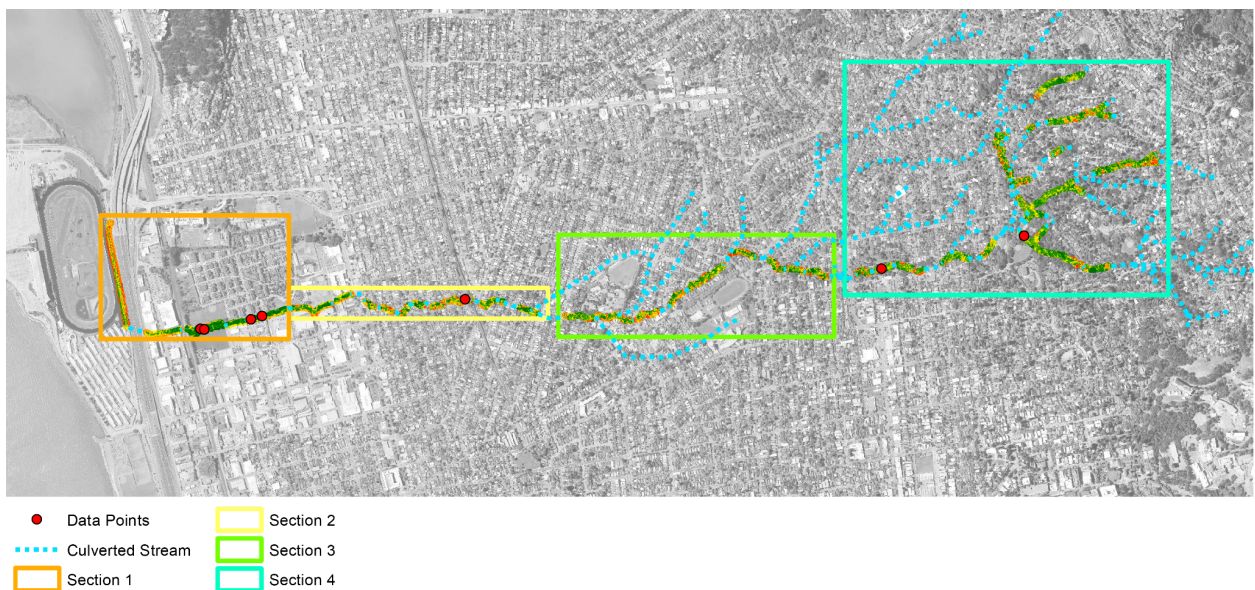 Data Points
Culverted Stream
Section 1
Section 2
Section 3
Section 4